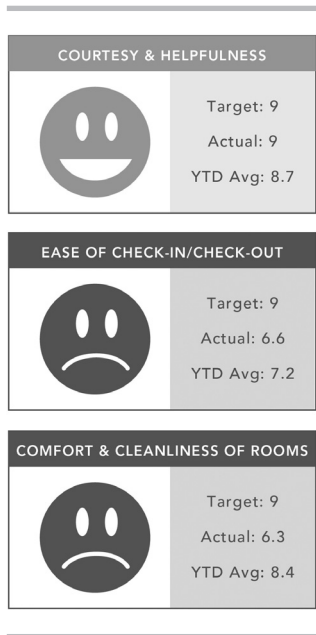 COURTESY & HELPFULNESS
Target: 9
Actual: 9
YTD Avg: 8.7
EASE OF CHECK-IN/CHECK-OUT
Target: 9
Actual: 6.6
YTD Avg: 7.2
COMFORT & CLEANLINESS OF ROOMS
Target: 9
Actual: 6.3
YTD Avg: 8.4